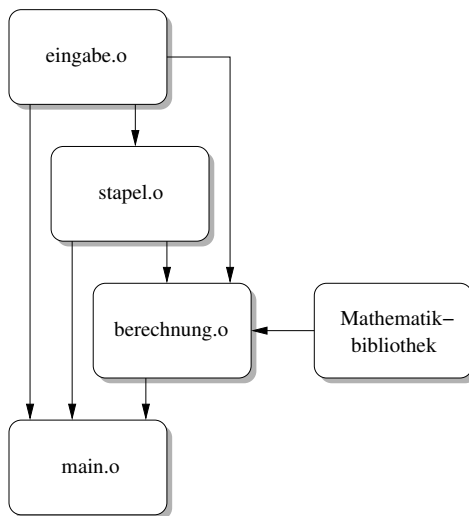 eingabe.o
stapel.o
berechnung.o
Mathematik−
bibliothek
main.o